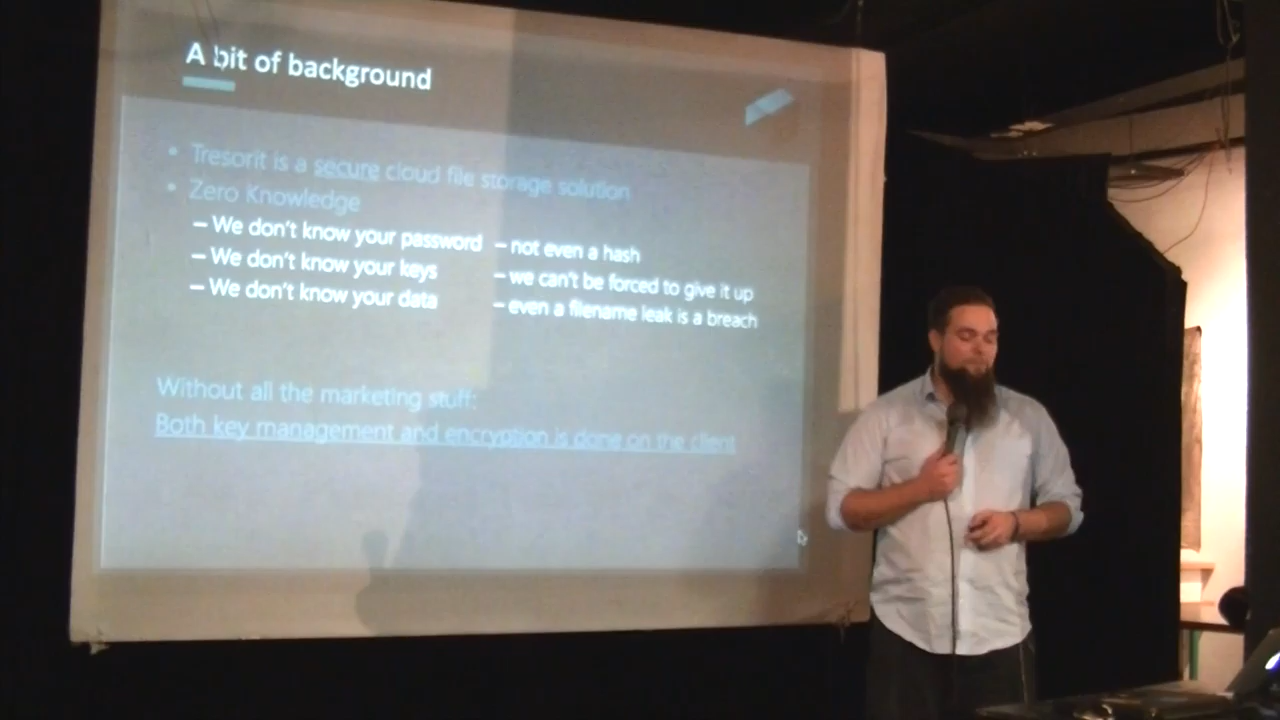 A bit of background
• Tresorit is a secure cloud file storage solution
• Zero Knowledge
– We don't know your password – not even a hash
– We don't know your keys – we can't be forced to give it up
– We don't know your data – even a filename leak is a breach
Without all the marketing stuff:
Both key management and encryption is done on the client